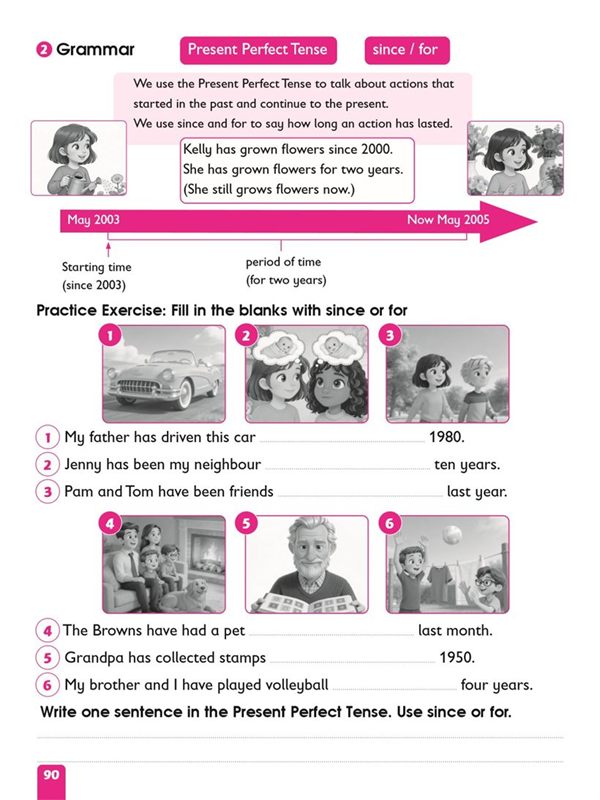 2 Grammar
Present Perfect Tense
since / for
We use the Present Perfect Tense to talk about actions that
started in the past and continue to the present.
We use since and for to say how long an action has lasted.
Kelly has grown flowers since 2000.
She has grown flowers for two years.
(She still grows flowers now.)
May 2003
Now May 2005
Starting time
(since 2003)
period of time
(for two years)
Practice Exercise: Fill in the blanks with since or for
1
2
3
1 My father has driven this car ........................ 1980.
2 Jenny has been my neighbour ........................ ten years.
3 Pam and Tom have been friends ........................ last year.
4
5
6
4 The Browns have had a pet ........................ last month.
5 Grandpa has collected stamps ........................ 1950.
6 My brother and I have played volleyball ........................ four years.
Write one sentence in the Present Perfect Tense. Use since or for.
90